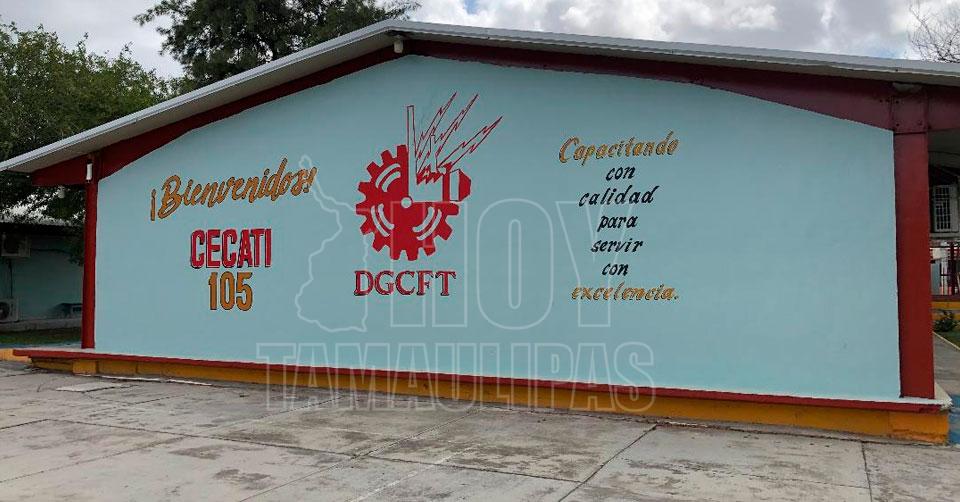 ¡Bienvenidos!
CECATI
105
DGCFT
Capacitando
con
calidad
para
servir
con
excelencia.
HOY
TAMAULIPAS